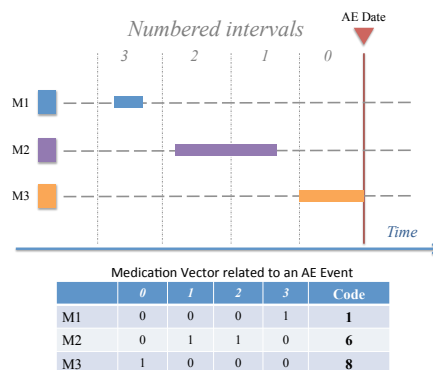 AE Date
Numbered intervals
3 2 1 0
M1
M2
M3
Time
Medication Vector related to an AE Event
0 1 2 3 Code
M1 0 0 0 1 1
M2 0 1 1 0 6
M3 1 0 0 0 8